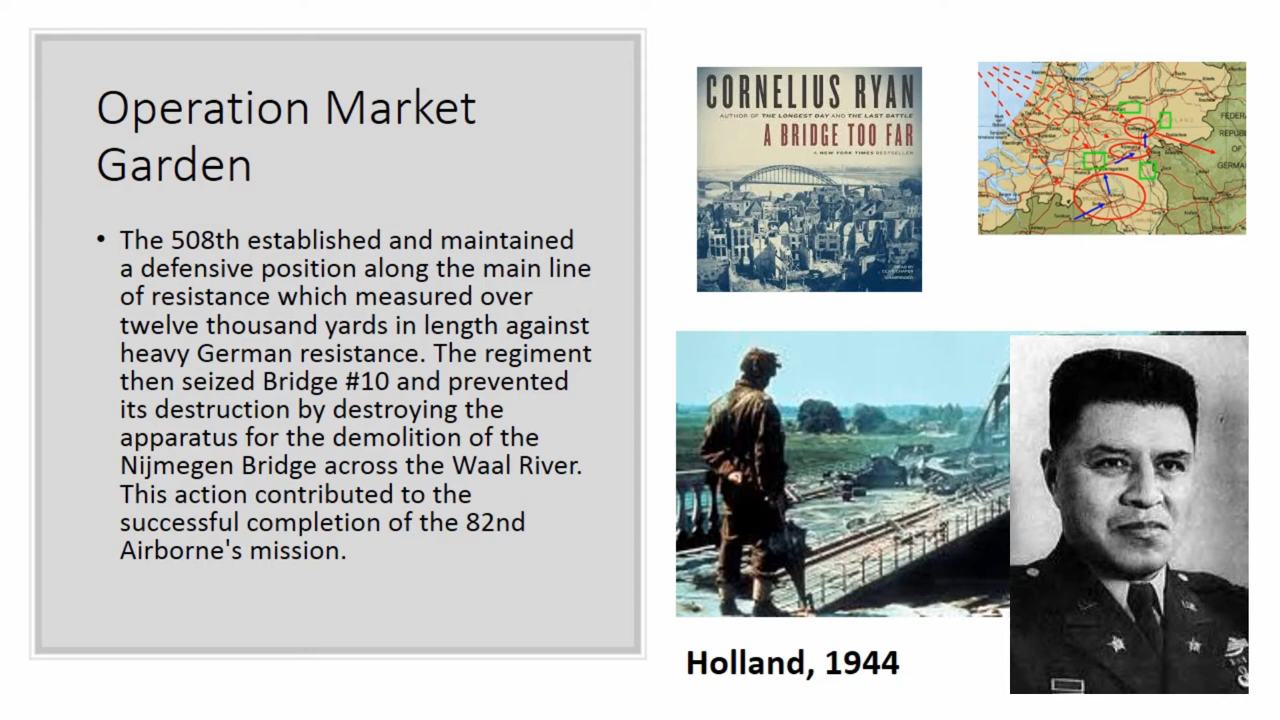 Operation Market
Garden
• The 508th established and maintained
a defensive position along the main line
of resistance which measured over
twelve thousand yards in length against
heavy German resistance. The regiment
then seized Bridge #10 and prevented
its destruction by destroying the
apparatus for the demolition of the
Nijmegen Bridge across the Waal River.
This action contributed to the
successful completion of the 82nd
Airborne's mission.
CORNELIUS RYAN
AUTHOR OF THE LONGEST DAY AND THE LAST BATTLE
A BRIDGE TOO FAR
A NEW YORK TIMES BESTSELLER
Holland, 1944